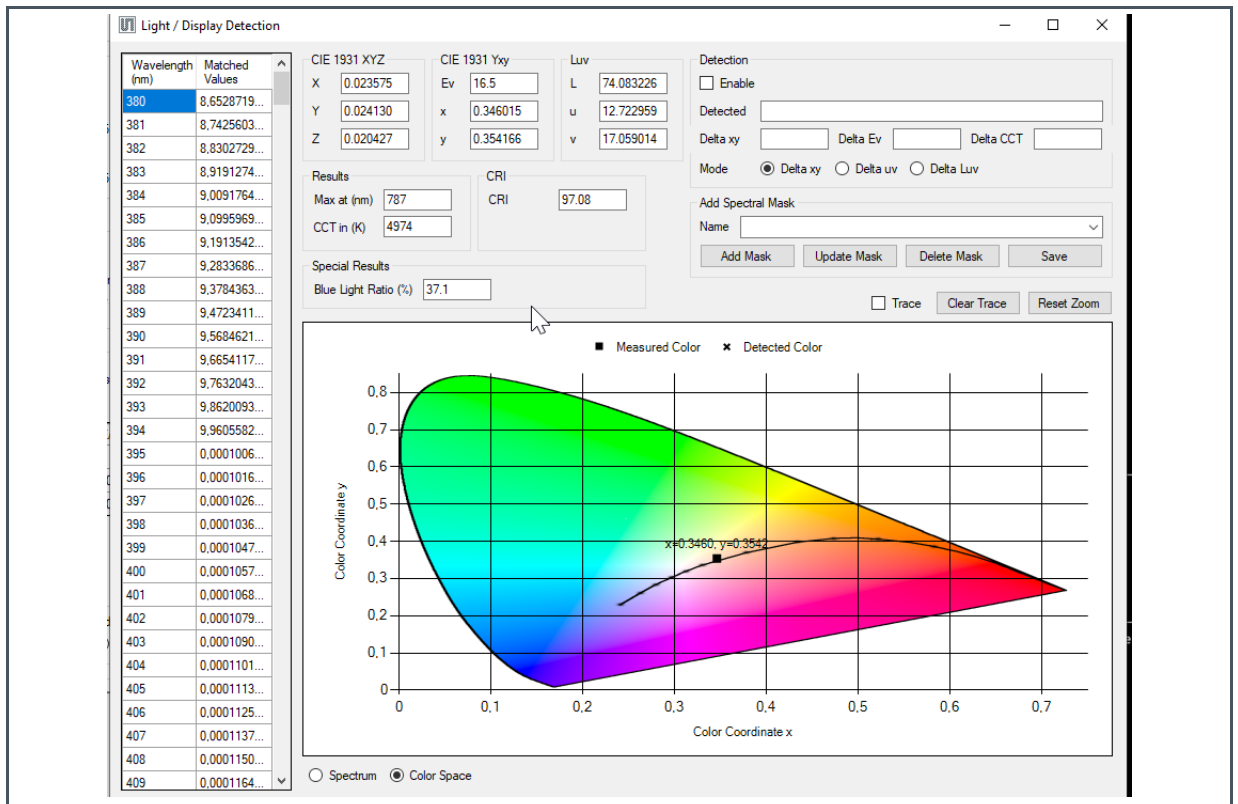 Light / Display Detection
Wavelength (nm) Matched Values
380 8,6528719...
381 8,7425603...
382 8,8302729...
383 8,9191274...
384 9,0091764...
385 9,0995969...
386 9,1913542...
387 9,2833686...
388 9,3784363...
389 9,4723411...
390 9,5684621...
391 9,6654117...
392 9,7632043...
393 9,8620093...
394 9,9605582...
395 0,0001006...
396 0,0001016...
397 0,0001026...
398 0,0001036...
399 0,0001047...
400 0,0001057...
401 0,0001068...
402 0,0001079...
403 0,0001090...
404 0,0001101...
405 0,0001113...
406 0,0001125...
407 0,0001137...
408 0,0001150...
409 0,0001164...
CIE 1931 XYZ
X 0.023575
Y 0.024130
Z 0.020427
CIE 1931 Yxy
Ev 16.5
x 0.346015
y 0.354166
Luv
L 74.083226
u 12.722959
v 17.059014
Results
Max at (nm) 787
CCT in (K) 4974
CRI
CRI 97.08
Special Results
Blue Light Ratio (%) 37.1
Detection
Enable
Detected
Delta xy Delta Ev Delta CCT
Mode Delta xy Delta uv Delta Luv
Add Spectral Mask
Name
Add Mask Update Mask Delete Mask Save
Trace Clear Trace Reset Zoom
Measured Color Detected Color
Color Coordinate y
0,8
0,7
0,6
0,5
0,4
0,3
0,2
0,1
0
x=0.3460, y=0.3542
0 0,1 0,2 0,3 0,4 0,5 0,6 0,7
Color Coordinate x
Spectrum Color Space